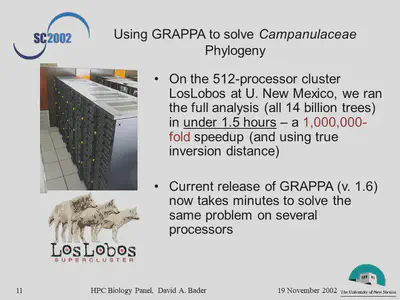 SC2002
Using GRAPPA to solve Campanulaceae
Phylogeny
• On the 512-processor cluster
LosLobos at U. New Mexico, we ran
the full analysis (all 14 billion trees)
in under 1.5 hours – a 1,000,000-
fold speedup (and using true
inversion distance)
• Current release of GRAPPA (v. 1.6)
now takes minutes to solve the
same problem on several
processors
LosLobos
SUPERCLUSTER
11 HPC Biology Panel, David A. Bader 19 November 2002
The University of New Mexico